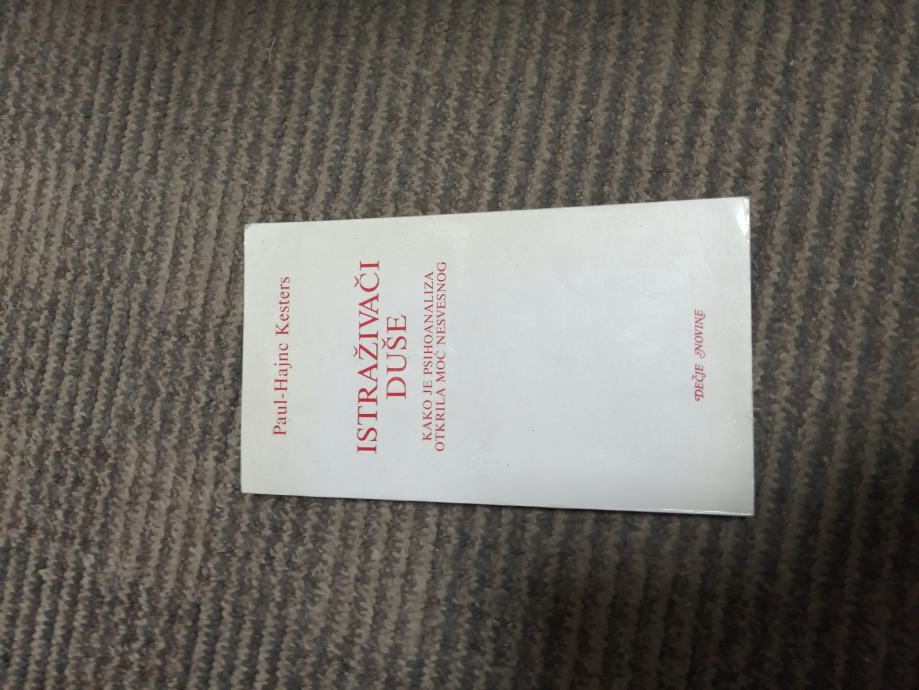 Paul-Hajnc Kesters
ISTRAŽIVAČI
DUŠE
KAKO JE PSIHOANALIZA
OTKRILA MOĆ NESVESNOG
DEČJE NOVINE